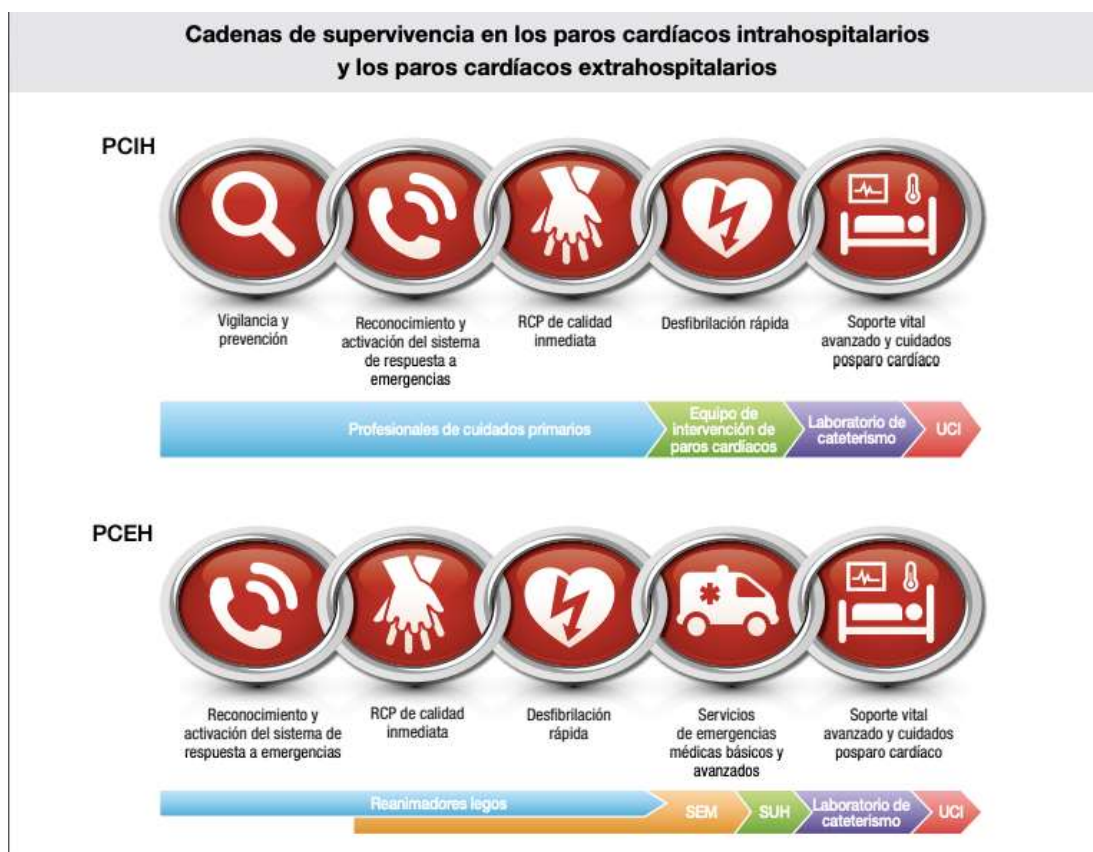 Cadenas de supervivencia en los paros cardíacos intrahospitalarios
y los paros cardíacos extrahospitalarios
PCIH
Vigilancia y
prevención
Reconocimiento y
activación del sistema
de respuesta a
emergencias
RCP de calidad
inmediata
Desfibrilación rápida
Soporte vital
avanzado y cuidados
posparo cardíaco
Profesionales de cuidados primarios
Equipo de
intervención de
paros cardíacos
Laboratorio de
cateterismo
UCI
PCEH
Reconocimiento y
activación del sistema de
respuesta a emergencias
RCP de calidad
inmediata
Desfibrilación
rápida
Servicios
de emergencias
médicas básicos y
avanzados
Soporte vital
avanzado y cuidados
posparo cardíaco
Reanimadores legos
SEM
SUH
Laboratorio de
cateterismo
UCI